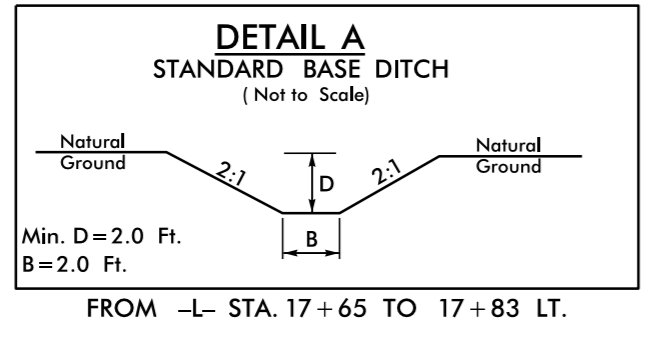 DETAIL A
STANDARD BASE DITCH
( Not to Scale)
Natural
Ground
2:1
D
2:1
Natural
Ground
B
Min. D=2.0 Ft.
B=2.0 Ft.
FROM -L- STA. 17+65 TO 17+83 LT.